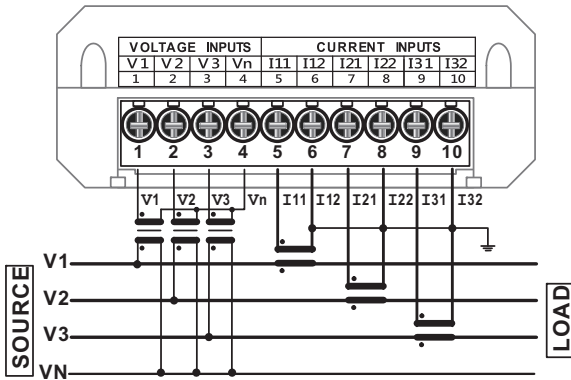 VOLTAGE INPUTS CURRENT INPUTS
V1 V2 V3 Vn I11 I12 I21 I22 I31 I32
1 2 3 4 5 6 7 8 9 10
1 2 3 4 5 6 7 8 9 10
V1 V2 V3 Vn I11 I12 I21 I22 I31 I32
V1
V2
V3
VN
SOURCE
LOAD